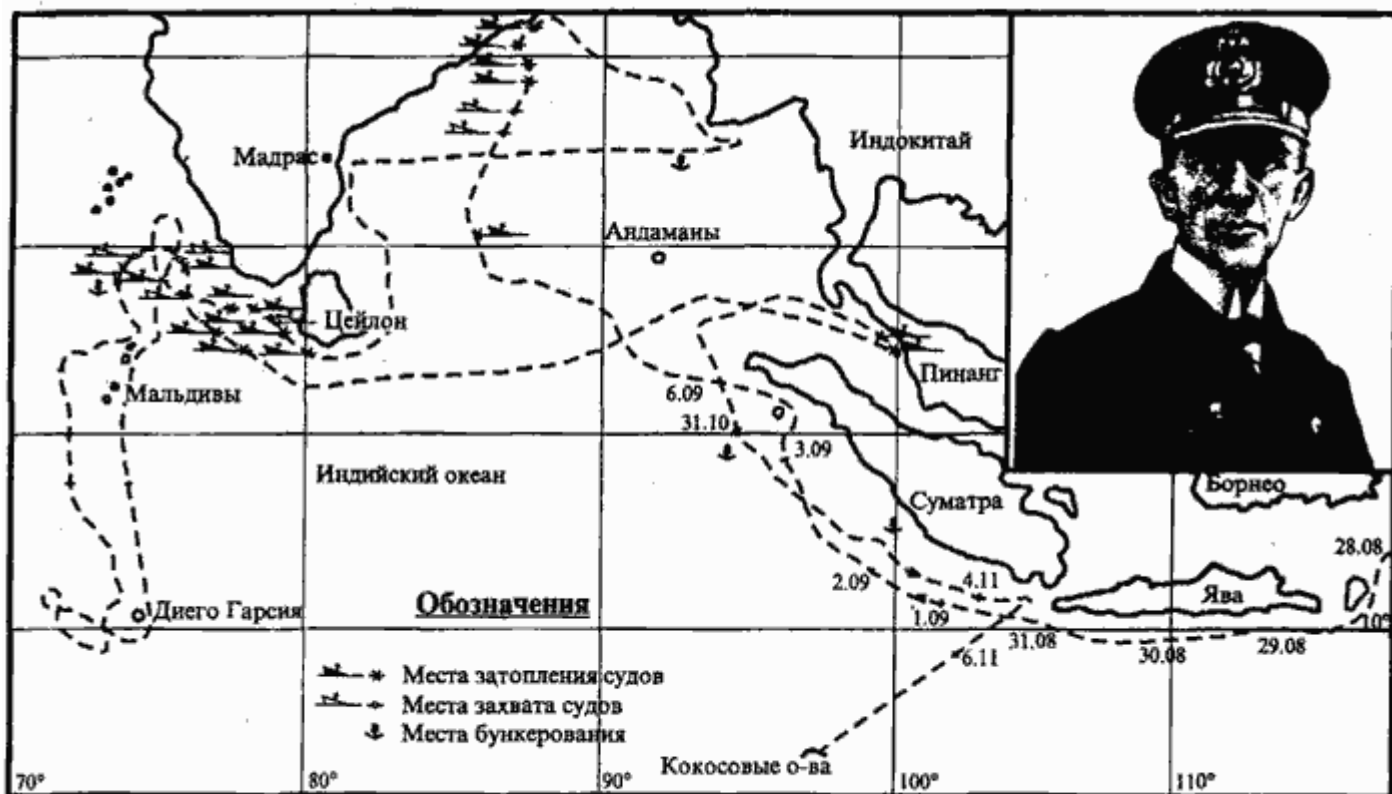 Мадрас
Индокитай
Андаманы
Цейлон
Пинанг
Мальдивы
6.09
31.10
3.09
Индийский океан
Суматра
Борнео
28.08
2.09
4.11
Ява
Диего Гарсия
Обозначения
1.09
10°
31.08
30.08
29.08
6.11
Места затопления судов
Места захвата судов
Места бункерования
Кокосовые о-ва
70°
80°
90°
100°
110°